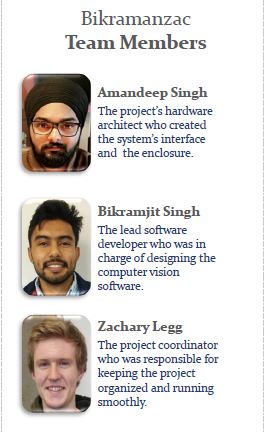 Bikramanzac
Team Members
Amandeep Singh
The project's hardware
architect who created
the system's interface
and the enclosure.
Bikramjit Singh
The lead software
developer who was in
charge of designing the
computer vision
software.
Zachary Legg
The project coordinator
who was responsible for
keeping the project
organized and running
smoothly.